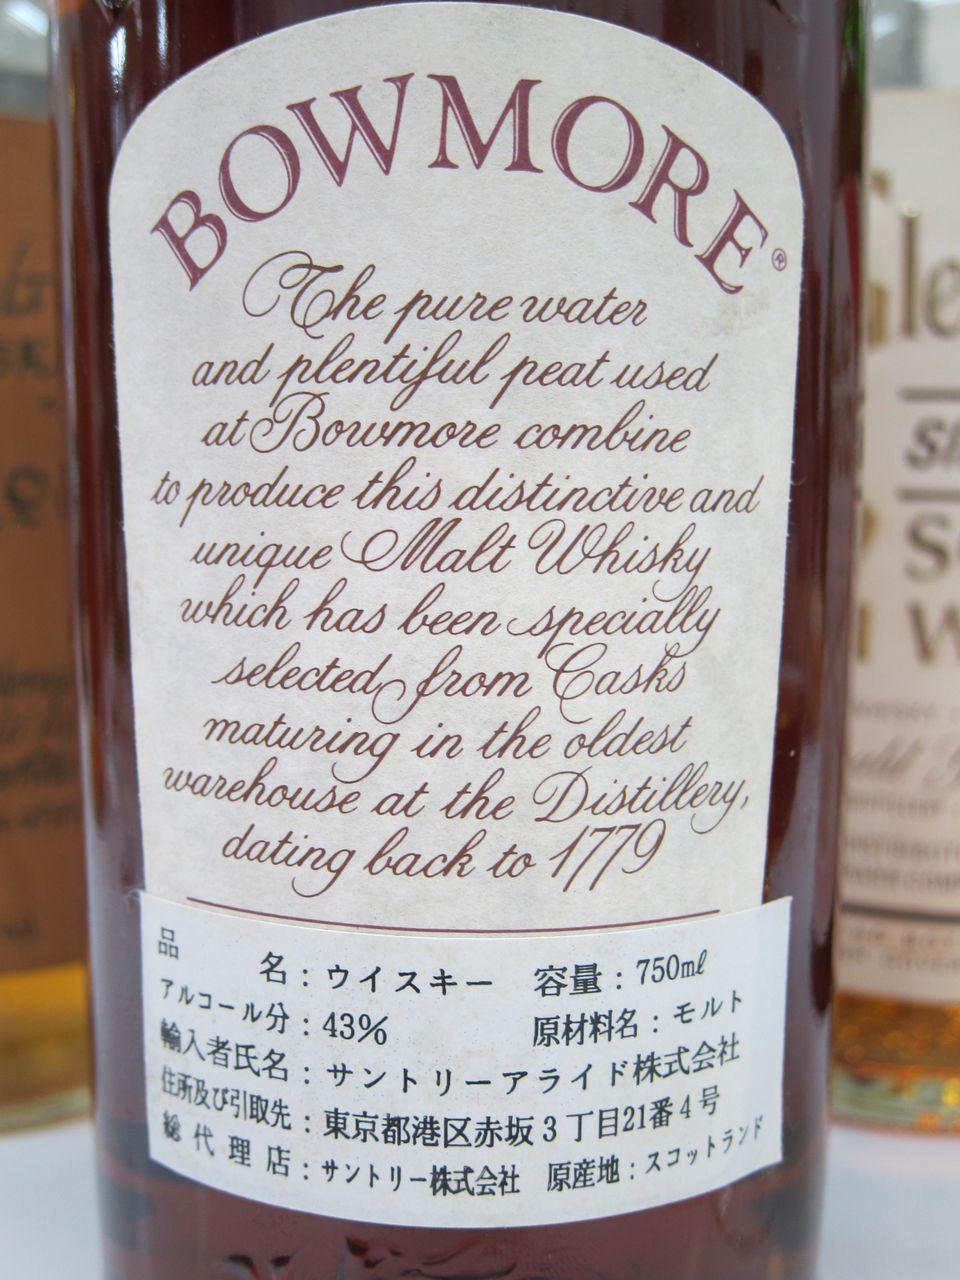 BOWMORE®
The pure water
and plentiful peat used
at Bowmore combine
to produce this distinctive and
unique Malt Whisky
which has been specially
selected from Casks
maturing in the oldest
warehouse at the Distillery,
dating back to 1779
品名:ウイスキー 容量:750ml
アルコール分:43% 原材料名:モルト
輸入者氏名:サントリーアライド株式会社
住所及び引取先:東京都港区赤坂3丁目21番4号
総代理店:サントリー株式会社 原産地:スコットランド